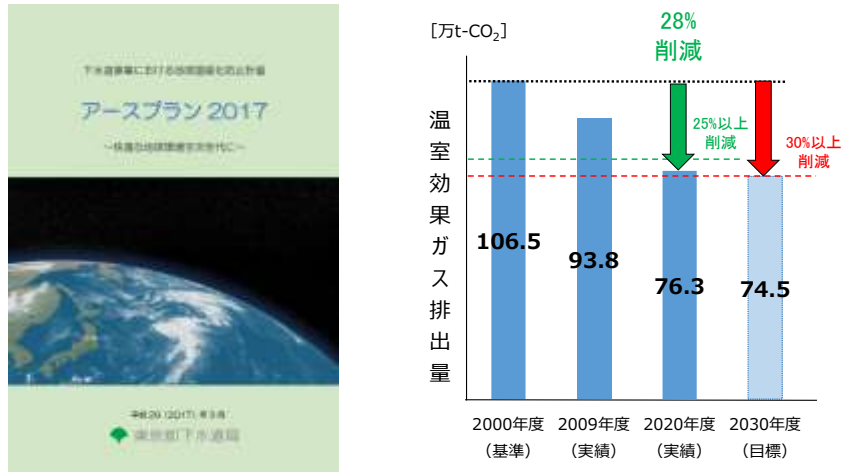 下水道事業における地球温暖化防止計画
アースプラン 2017
～快適な地球環境を次世代に～
平成29（2017）年3月
東京都下水道局
[万t-CO₂]
28%
削減
25%以上
削減
30%以上
削減
温室効果ガス排出量
106.5
93.8
76.3
74.5
2000年度
（基準）
2009年度
（実績）
2020年度
（実績）
2030年度
（目標）